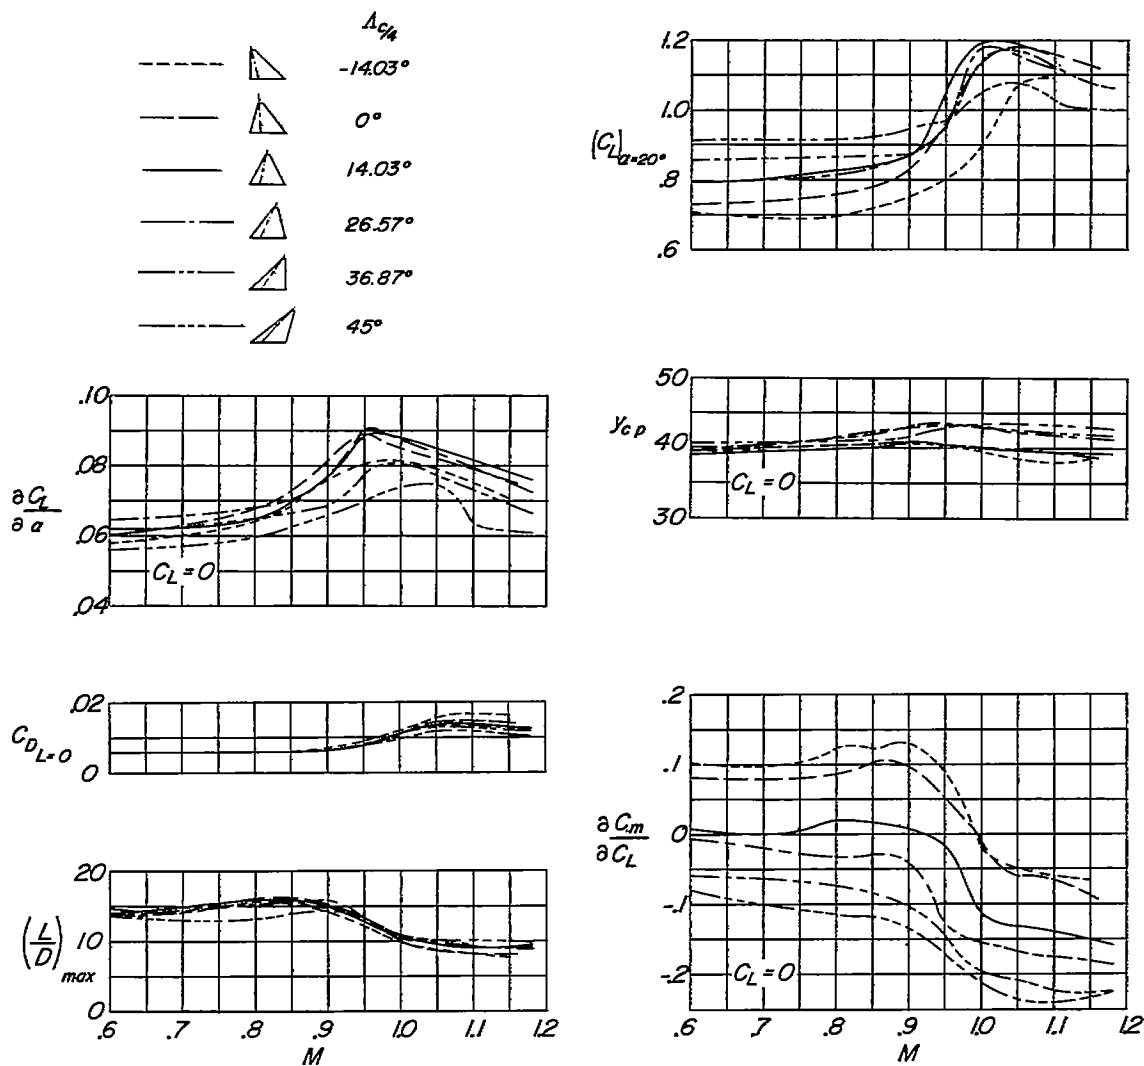 Λc/4
-14.03°
0°
14.03°
26.57°
36.87°
45°
.10
.08
.06
.04
∂CL/∂a
CL=0
.02
0
CDL=0
20
10
0
(L/D)max
.6 .7 .8 .9 1.0 1.1 1.2
M
1.2
1.0
.8
.6
(CL)a=20°
50
40
30
ycp
CL=0
.2
.1
0
-.1
-.2
∂Cm/∂CL
CL=0
.6 .7 .8 .9 1.0 1.1 1.2
M